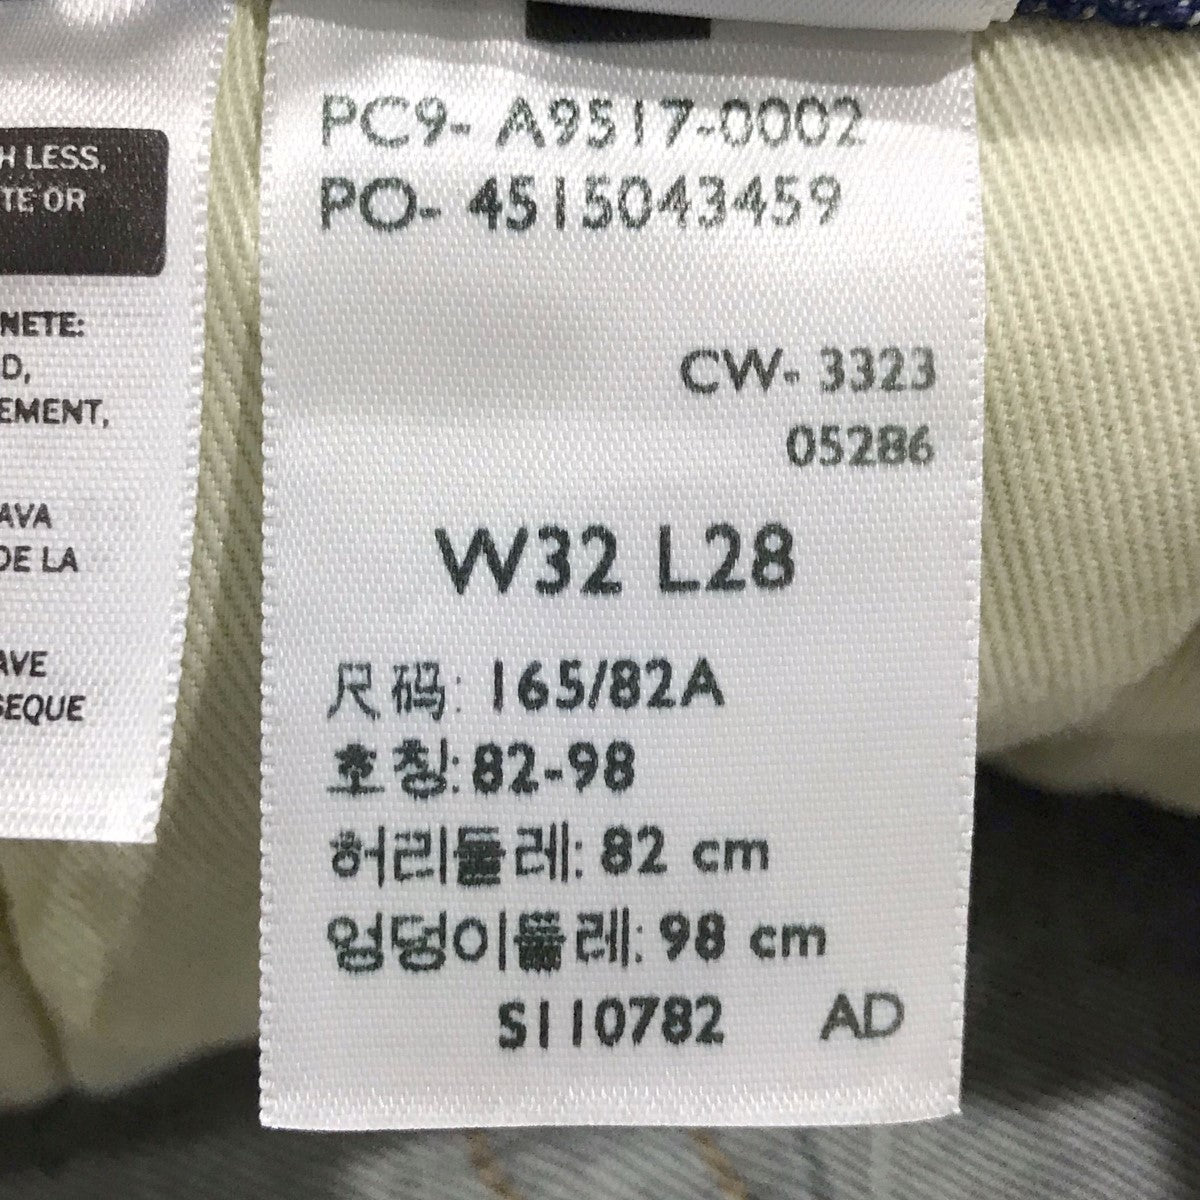 H LESS,
TE OR
NETE:
D,
EMENT,
AVA
DE LA
AVE
SEQUE
PC9- A9517-0002
PO- 4515043459
CW- 3323
05286
W32 L28
尺码: 165/82A
호칭: 82-98
허리둘레: 82 cm
엉덩이둘레: 98 cm
S110782 AD